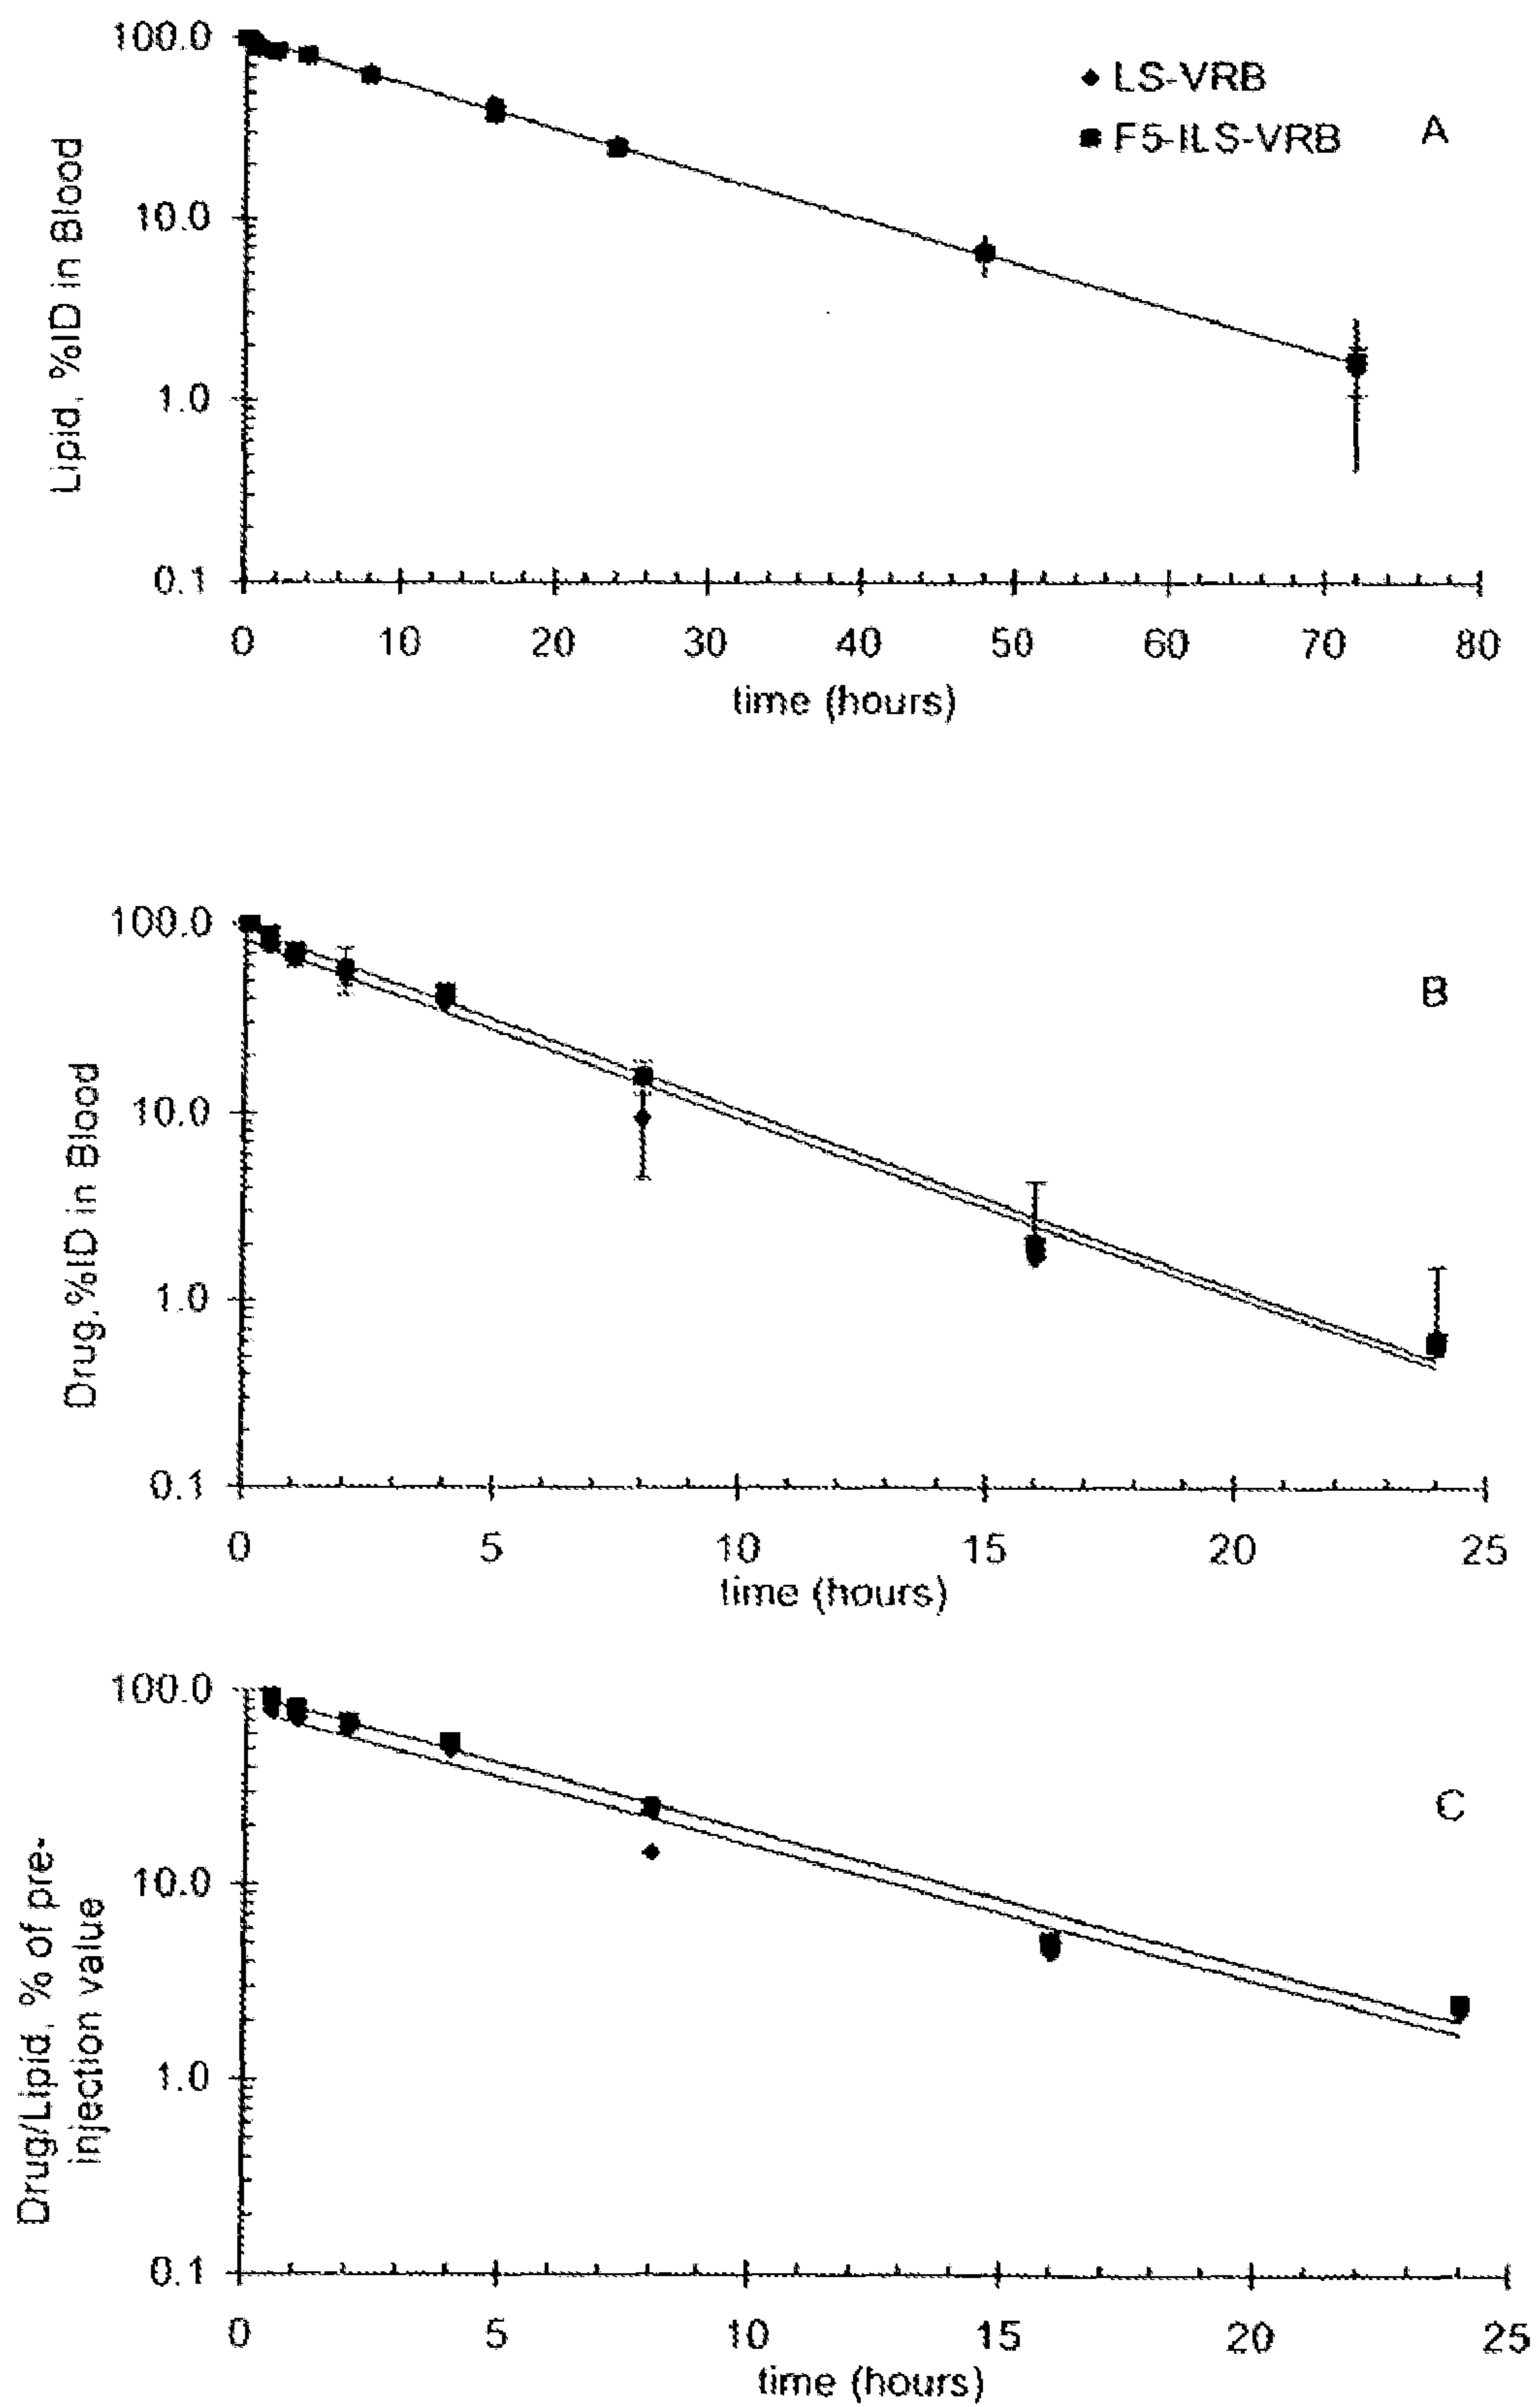 100.0
10.0
1.0
0.1
Lipid, %ID in Blood
LS-VRB
F5-ILS-VRB
A
0 10 20 30 40 50 60 70 80
time (hours)
100.0
10.0
1.0
0.1
Drug,%ID in Blood
B
0 5 10 15 20 25
time (hours)
100.0
10.0
1.0
0.1
Drug/Lipid, % of pre-
injection value
C
0 5 10 15 20 25
time (hours)